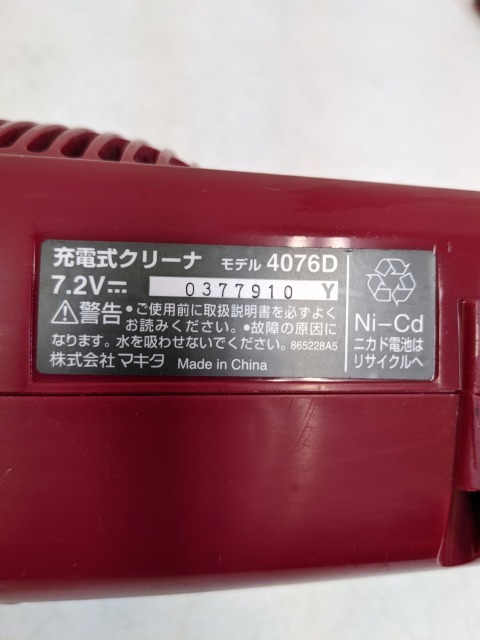 充電式クリーナ モデル 4076D
7.2V⎓ 0377910 Y
⚠警告 ●ご使用前に取扱説明書を必ずよく
お読みください。●故障の原因に
なります。水を吸わせないでください。 865228A5
株式会社マキタ Made in China
Ni-Cd
ニカド電池は
リサイクルへ